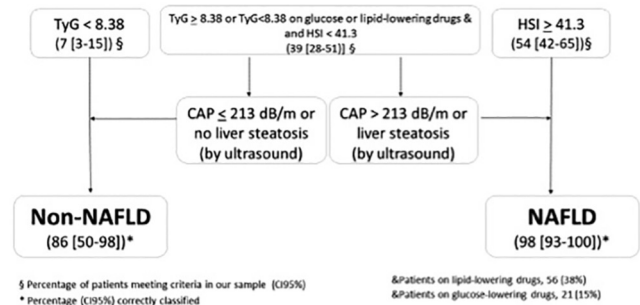 TyG < 8.38
(7 [3-15]) §
TyG ≥ 8.38 or TyG<8.38 on glucose or lipid-lowering drugs &
and HSI < 41.3
(39 [28-51)] §
HSI ≥ 41.3
(54 [42-65])§
CAP ≤ 213 dB/m or
no liver steatosis
(by ultrasound)
CAP > 213 dB/m or
liver steatosis
(by ultrasound)
Non-NAFLD
(86 [50-98])*
NAFLD
(98 [93-100])*
§ Percentage of patients meeting criteria in our sample (CI95%)
* Percentage (CI95%) correctly classified
&Patients on lipid-lowering drugs, 56 (38%)
&Patients on glucose-lowering drugs, 21 (15%)